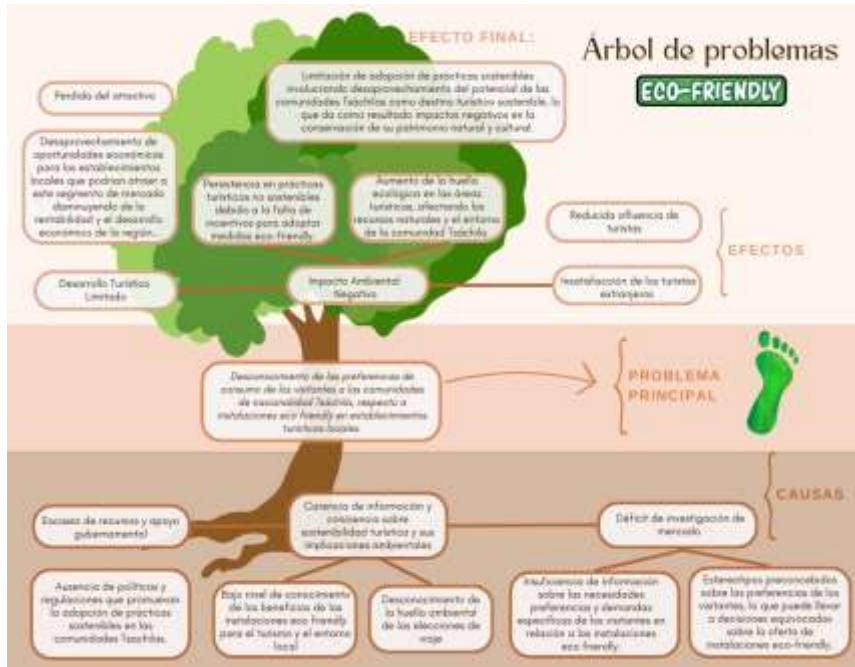 EFECTO FINAL:
Árbol de problemas
ECO-FRIENDLY
Limitación de adopción de prácticas sostenibles
involucrando desaprovechamiento del potencial de las
comunidades Tsáchilas como destino turístico sostenible, lo
que da como resultado impactos negativos en la
conservación de su patrimonio natural y cultural.
Perdida del atractivo
Desaprovechamiento de
oportunidades económicas
para los establecimientos
locales que podrían atraer a
este segmento de mercado
disminuyendo de la
rentabilidad y el desarrollo
económico de la región.
Persistencia en prácticas
turísticas no sostenibles
debido a la falta de
incentivos para adoptar
medidas eco-friendly.
Aumento de la huella
ecológica en las áreas
turísticas, afectando los
recursos naturales y el entorno
de la comunidad Tsáchila.
Reducida afluencia de
turistas
EFECTOS
Desarrollo Turístico
Limitado
Impacto Ambiental
Negativo
Insatisfacción de los turistas
extranjeros
Desconocimiento de las preferencias de
consumo de los visitantes a las comunidades
de nacionalidad Tsáchila, respecto a
instalaciones eco friendly en establecimientos
turísticos locales
PROBLEMA
PRINCIPAL
CAUSAS
Escasez de recursos y apoyo
gubernamental
Carencia de información y
conciencia sobre
sostenibilidad turística y sus
implicaciones ambientales
Déficit de investigación de
mercado.
Ausencia de políticas y
regulaciones que promuevan
la adopción de prácticas
sostenibles en las
comunidades Tsáchilas.
Bajo nivel de conocimiento
de los beneficios de las
instalaciones eco friendly
para el turismo y el entorno
local
Desconocimiento de
la huella ambiental
de las elecciones de
viaje
Insuficiencia de información
sobre las necesidades
preferencias y demandas
específicas de los visitantes en
relación a las instalaciones
eco friendly.
Estereotipos preconcebidos
sobre las preferencias de los
visitantes, lo que puede llevar
a decisiones equivocadas
sobre la oferta de
instalaciones eco-friendly.